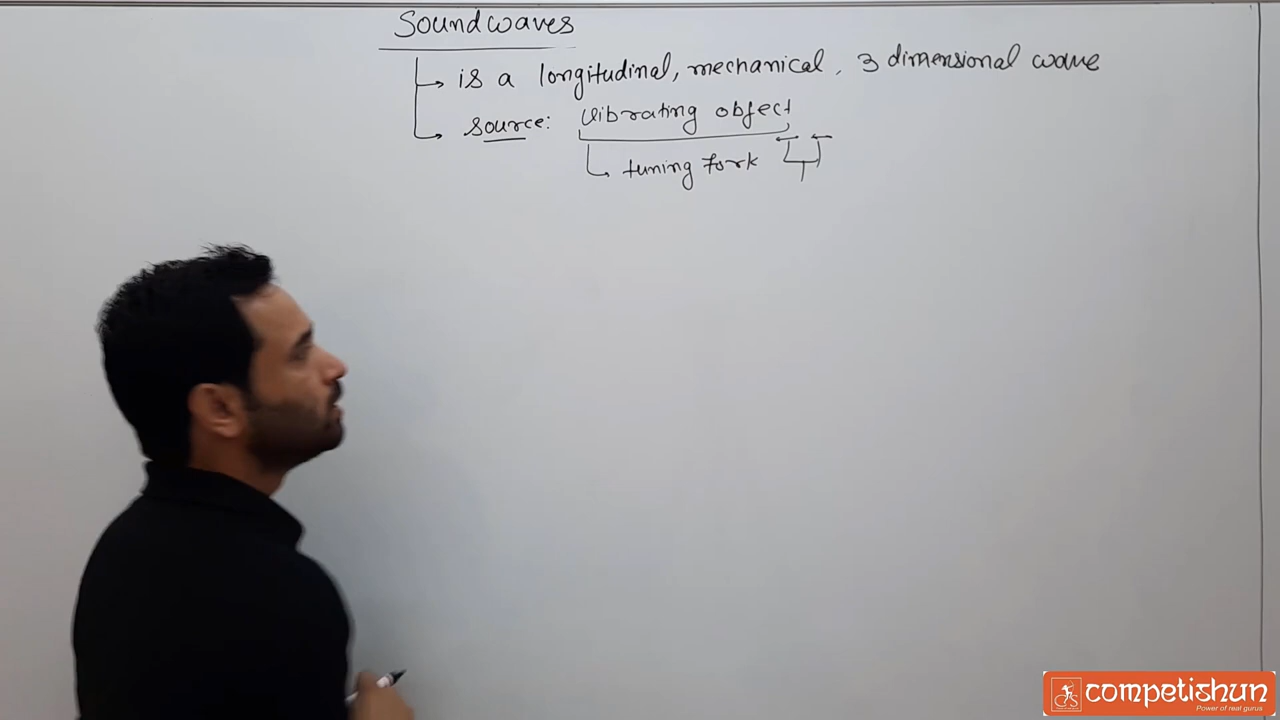 Soundwaves
is a longitudinal, mechanical, 3 dimensional wave
source: vibrating object
tuning fork
competishun
Power of real gurus